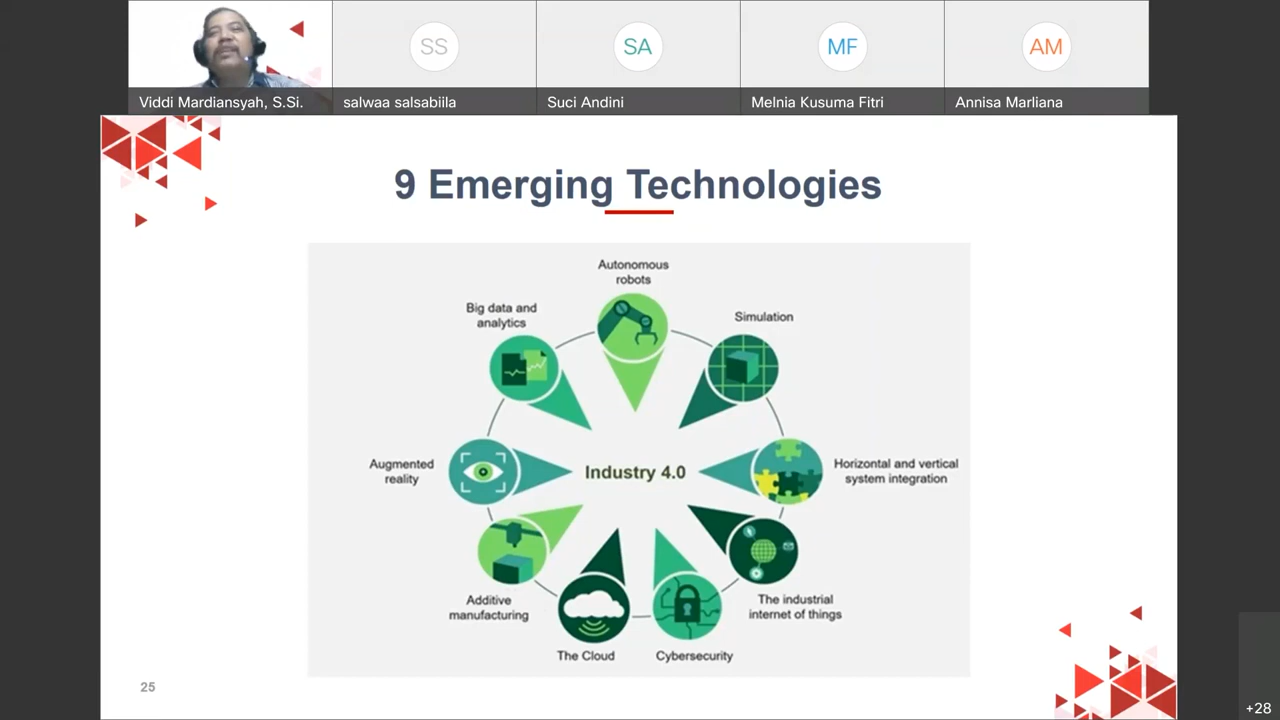 SS
SA
MF
AM
Viddi Mardiansyah, S.Si.
salwaa salsabiila
Suci Andini
Melnia Kusuma Fitri
Annisa Marliana
9 Emerging Technologies
Autonomous
robots
Big data and
analytics
Simulation
Augmented
reality
Industry 4.0
Horizontal and vertical
system integration
Additive
manufacturing
The industrial
internet of things
The Cloud
Cybersecurity
25
+28